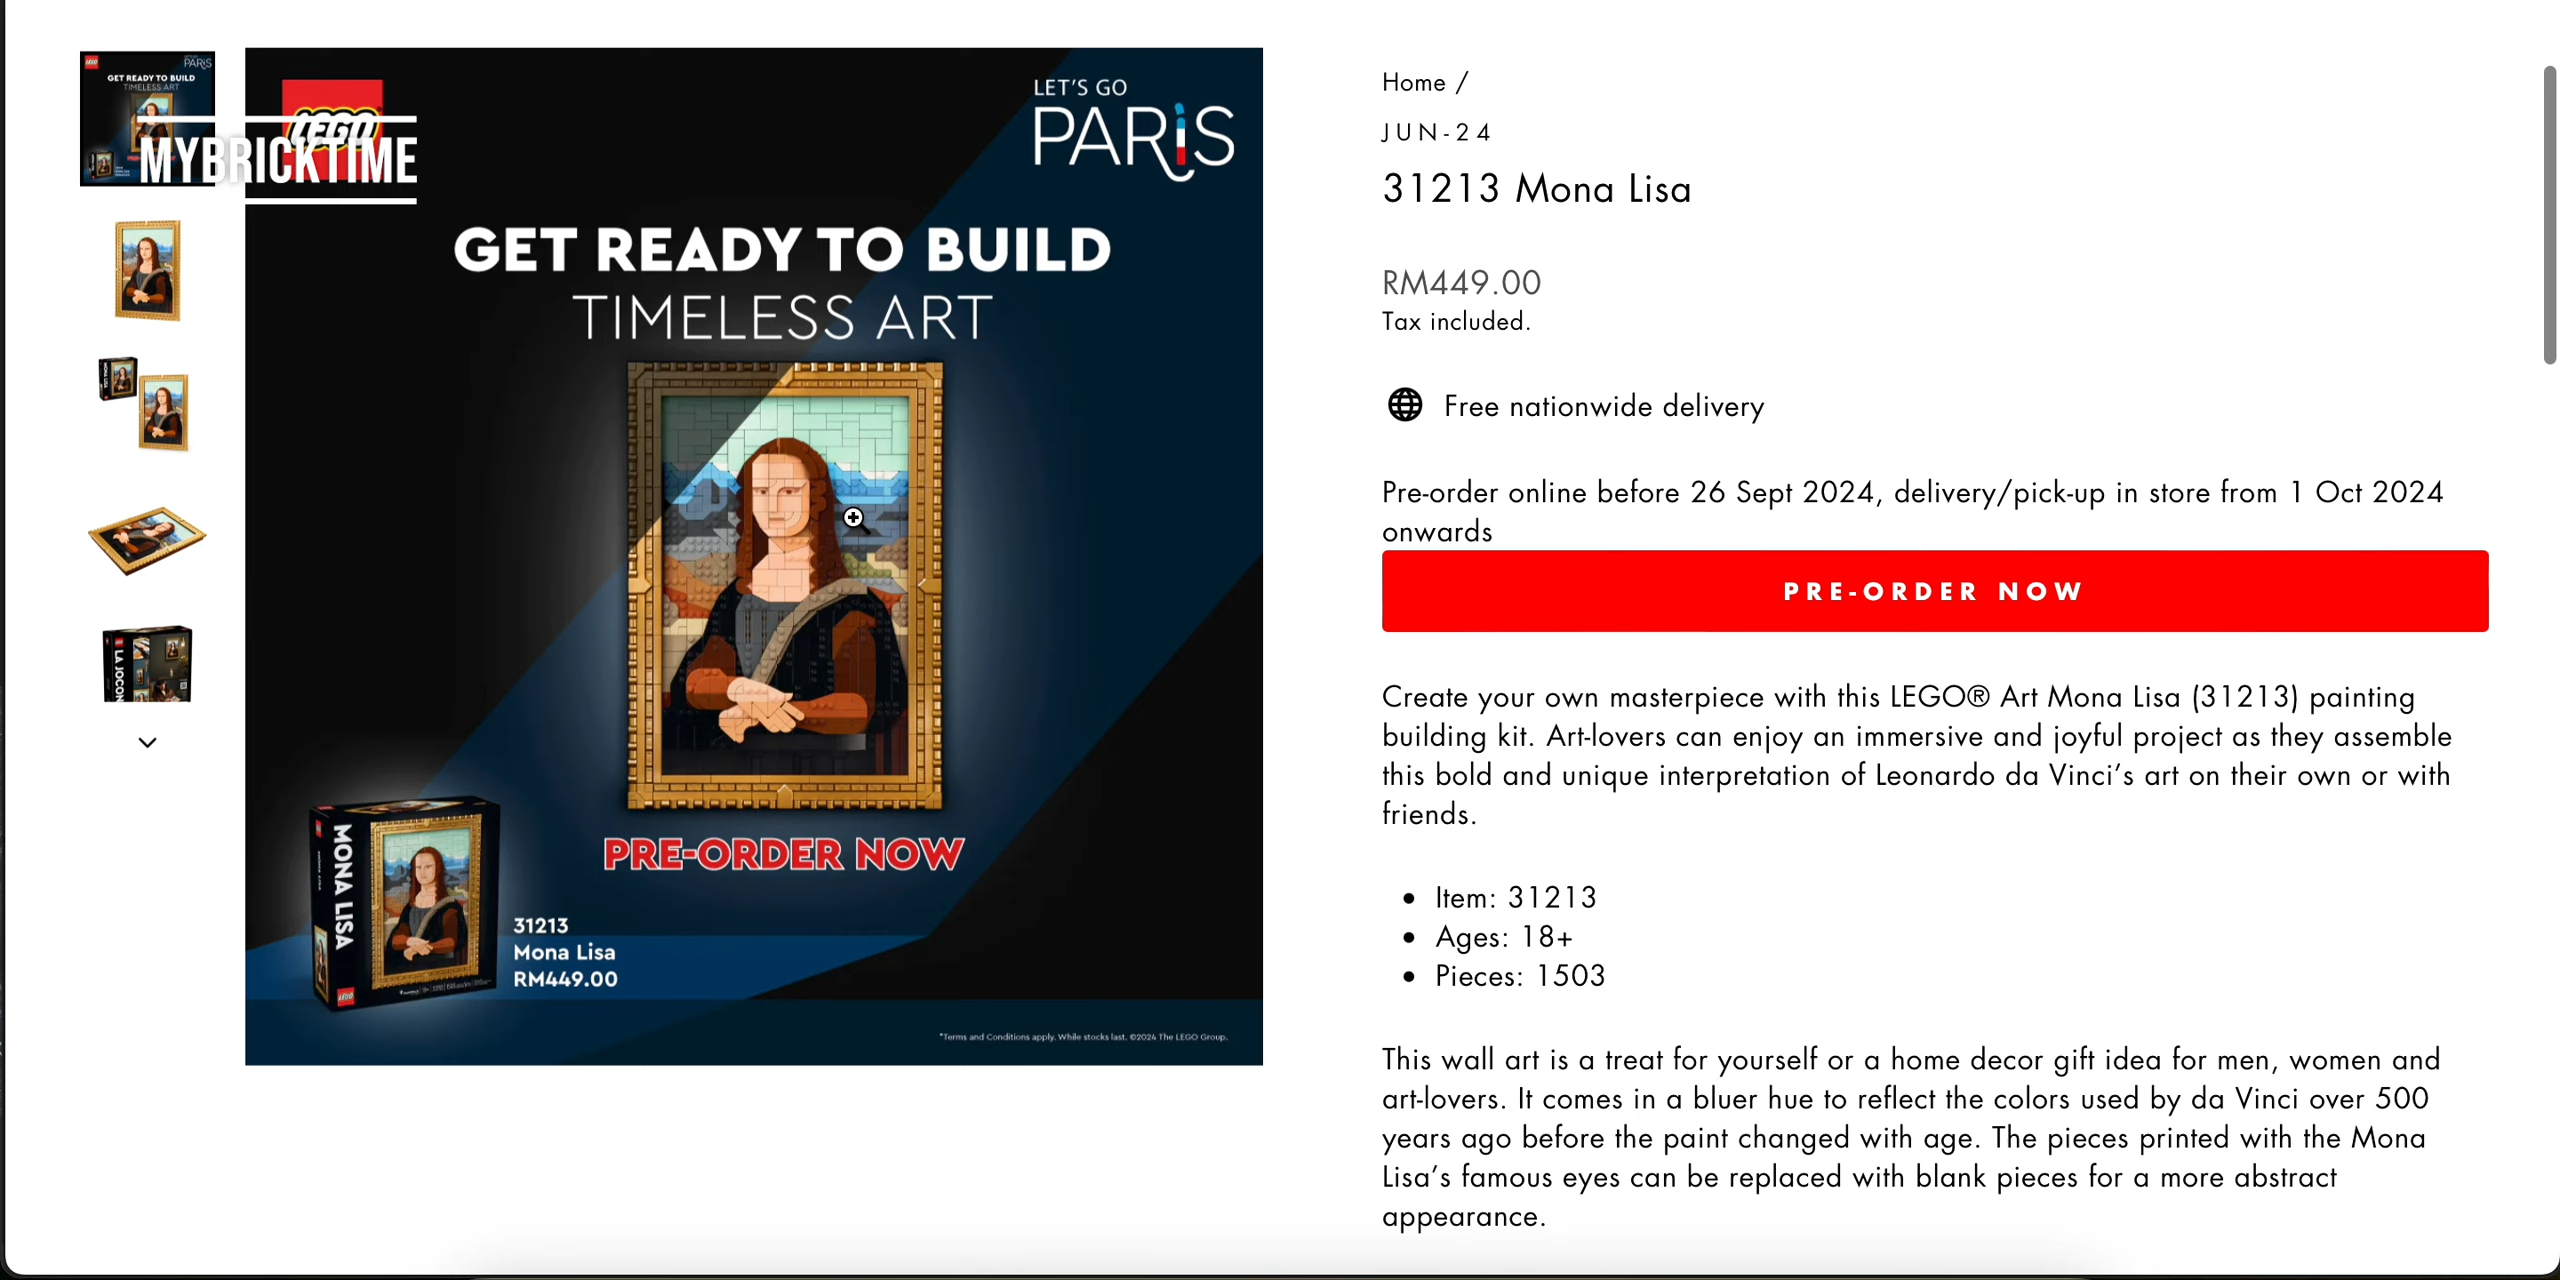 LEGO
PARiS
GET READY TO BUILD
TIMELESS ART
MYBRICKTIME
LEGO
LET'S GO
PARiS
GET READY TO BUILD
TIMELESS ART
PRE-ORDER NOW
MONA LISA
LEGO
31213
Mona Lisa
RM449.00
*Terms and Conditions apply. While stocks last. ©2024 The LEGO Group.
Home /
JUN-24
31213 Mona Lisa
RM449.00
Tax included.
Free nationwide delivery
Pre-order online before 26 Sept 2024, delivery/pick-up in store from 1 Oct 2024
onwards
PRE-ORDER NOW
Create your own masterpiece with this LEGO® Art Mona Lisa (31213) painting
building kit. Art-lovers can enjoy an immersive and joyful project as they assemble
this bold and unique interpretation of Leonardo da Vinci’s art on their own or with
friends.
• Item: 31213
• Ages: 18+
• Pieces: 1503
This wall art is a treat for yourself or a home decor gift idea for men, women and
art-lovers. It comes in a bluer hue to reflect the colors used by da Vinci over 500
years ago before the paint changed with age. The pieces printed with the Mona
Lisa’s famous eyes can be replaced with blank pieces for a more abstract
appearance.